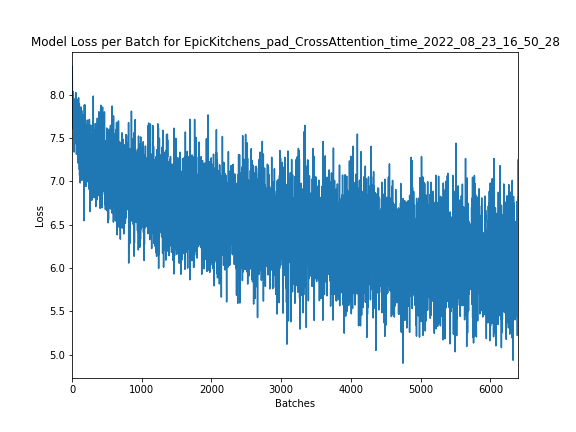 Model Loss per Batch for EpicKitchens_pad_CrossAttention_time_2022_08_23_16_50_28
8.0
7.5
7.0
6.5
6.0
5.5
5.0
Loss
0 1000 2000 3000 4000 5000 6000
Batches